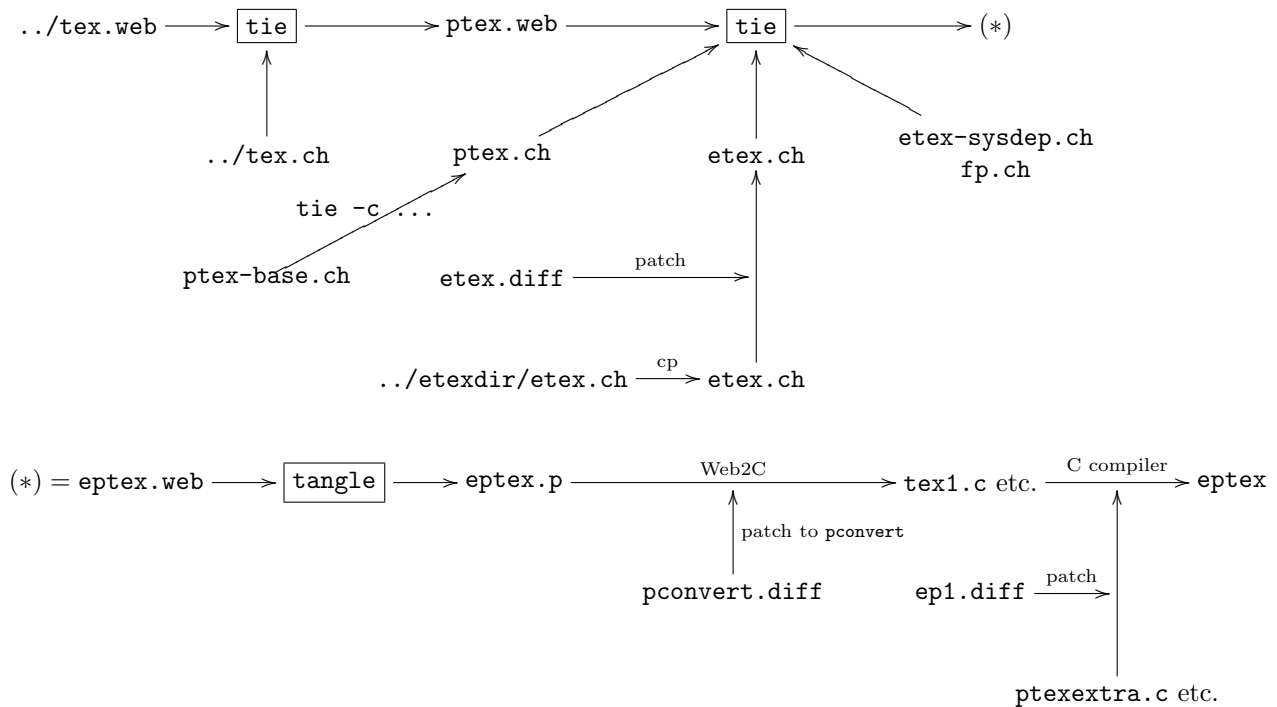 ../tex.web tie ptex.web tie (*)
../tex.ch ptex.ch etex.ch etex-sysdep.ch
fp.ch
tie -c ...
ptex-base.ch etex.diff patch
../etexdir/etex.ch cp etex.ch
(*) = eptex.web tangle eptex.p Web2C tex1.c etc. C compiler eptex
patch to pconvert
pconvert.diff ep1.diff patch
ptexextra.c etc.